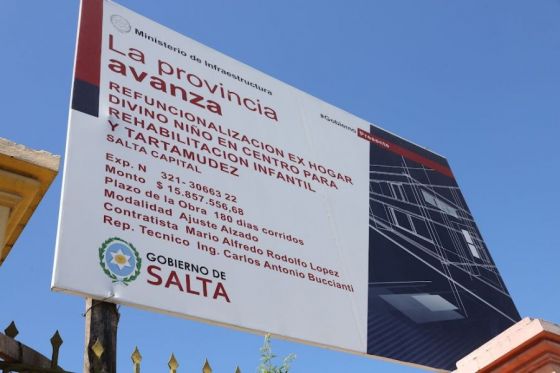 Ministerio de Infraestructura
La provincia
avanza
REFUNCIONALIZACION EX HOGAR
DIVINO NIÑO EN CENTRO PARA
REHABILITACION INFANTIL
Y TARTAMUDEZ
SALTA CAPITAL
Exp. N 321- 30663 22
Monto $ 15.857.556,68
Plazo de la Obra 180 días corridos
Modalidad Ajuste Alzado
Contratista Mario Alfredo Rodolfo Lopez
Rep. Tecnico Ing. Carlos Antonio Buccianti
GOBIERNO DE
SALTA
#Gobierno Presente